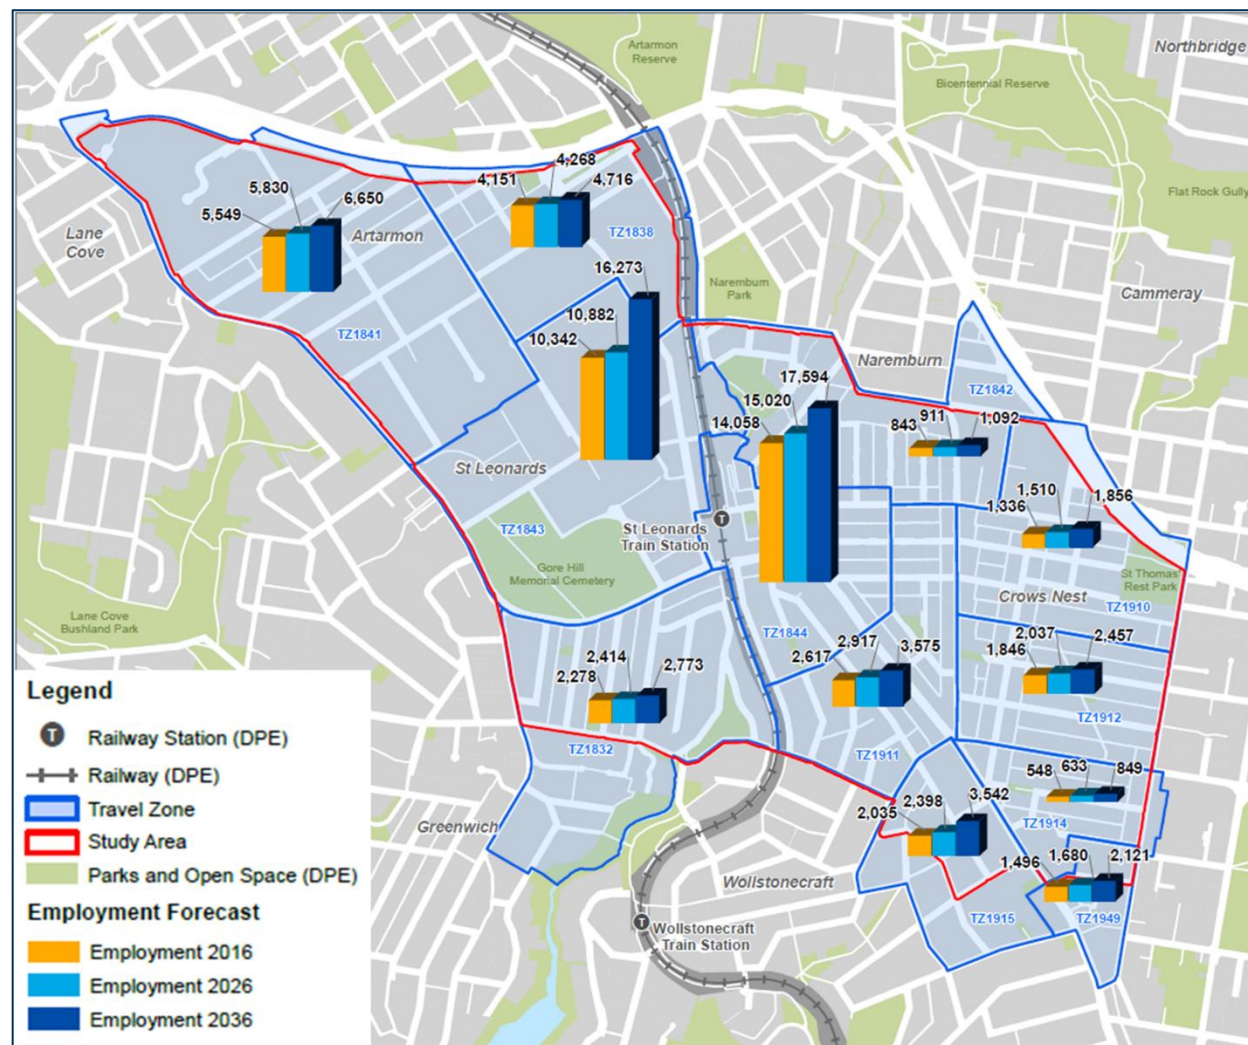 Artarmon
Reserve
Northbridge
Bicentennial Reserve
Flat Rock Gully
4,268
4,151
4,716
5,830
5,549
6,650
Lane
Cove
Artarmon
TZ1838
16,273
Naremburn
Park
Cammeray
10,882
10,342
TZ1841
Naremburn
17,594
15,020
14,058
TZ1842
911
843
1,092
St Leonards
1,510
1,336
1,856
TZ1843
St Leonards
Train Station
T
Gore Hill
Memorial Cemetery
St Thomas'
Rest Park
Crows Nest
TZ1910
Lane Cove
Bushland Park
TZ1844
2,917
2,617
3,575
2,037
1,846
2,457
2,414
2,278
2,773
TZ1912
TZ1832
TZ1911
633
548
849
2,398
2,035
3,542
TZ1914
Greenwich
1,680
1,496
2,121
Wollstonecraft
TZ1915
TZ1949
T
Wollstonecraft
Train Station
Legend
T
Railway Station (DPE)
Railway (DPE)
Travel Zone
Study Area
Parks and Open Space (DPE)
Employment Forecast
Employment 2016
Employment 2026
Employment 2036